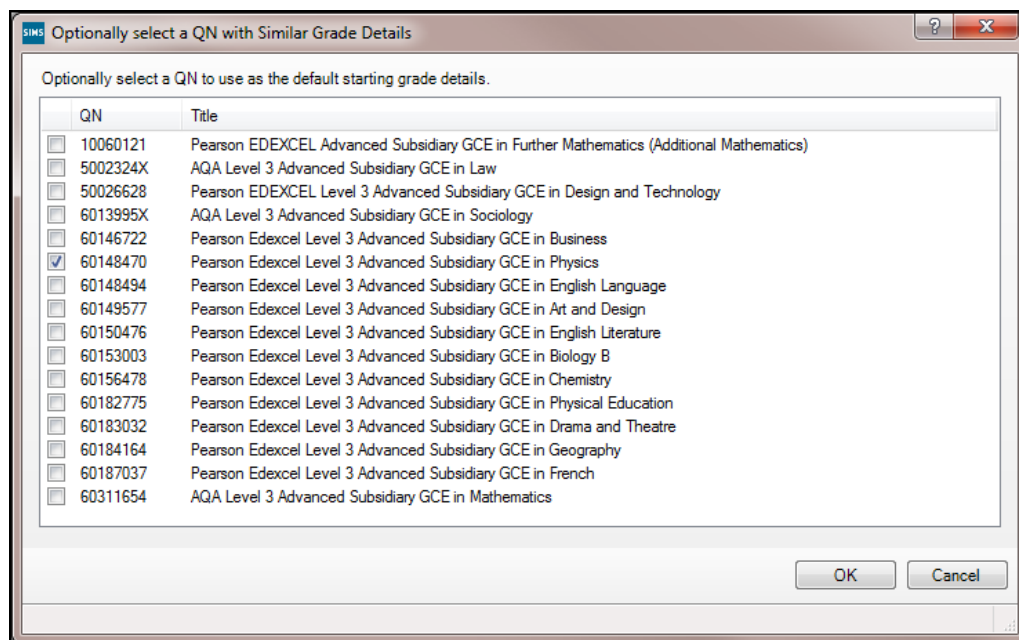 SIMS Optionally select a QN with Similar Grade Details ? X
Optionally select a QN to use as the default starting grade details.
QN Title
10060121 Pearson EDEXCEL Advanced Subsidiary GCE in Further Mathematics (Additional Mathematics)
5002324X AQA Level 3 Advanced Subsidiary GCE in Law
50026628 Pearson EDEXCEL Level 3 Advanced Subsidiary GCE in Design and Technology
6013995X AQA Level 3 Advanced Subsidiary GCE in Sociology
60146722 Pearson Edexcel Level 3 Advanced Subsidiary GCE in Business
60148470 Pearson Edexcel Level 3 Advanced Subsidiary GCE in Physics
60148494 Pearson Edexcel Level 3 Advanced Subsidiary GCE in English Language
60149577 Pearson Edexcel Level 3 Advanced Subsidiary GCE in Art and Design
60150476 Pearson Edexcel Level 3 Advanced Subsidiary GCE in English Literature
60153003 Pearson Edexcel Level 3 Advanced Subsidiary GCE in Biology B
60156478 Pearson Edexcel Level 3 Advanced Subsidiary GCE in Chemistry
60182775 Pearson Edexcel Level 3 Advanced Subsidiary GCE in Physical Education
60183032 Pearson Edexcel Level 3 Advanced Subsidiary GCE in Drama and Theatre
60184164 Pearson Edexcel Level 3 Advanced Subsidiary GCE in Geography
60187037 Pearson Edexcel Level 3 Advanced Subsidiary GCE in French
60311654 AQA Level 3 Advanced Subsidiary GCE in Mathematics
OK Cancel